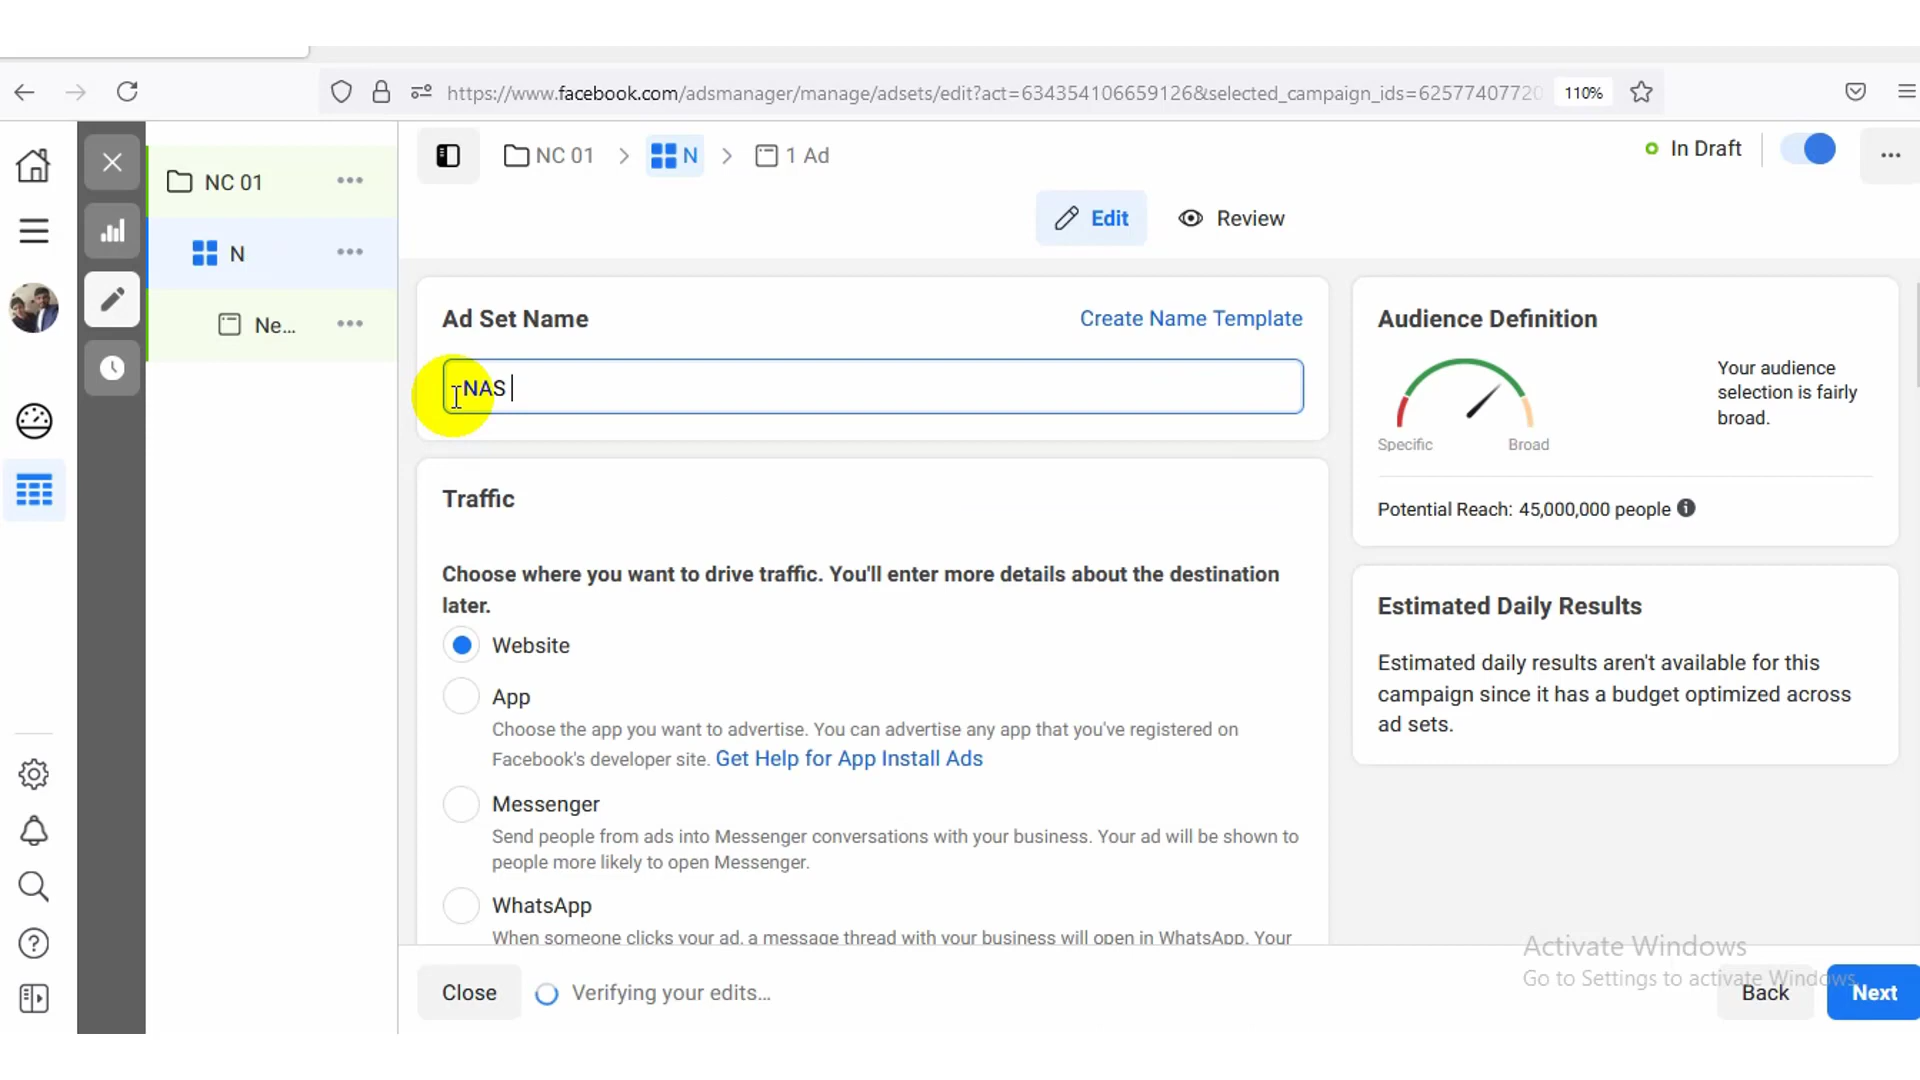 https://www.facebook.com/adsmanager/manage/adsets/edit?act=634354106659126&selected_campaign_ids=62577407720
110%
NC 01
N
1 Ad
In Draft
NC 01
N
Ne...
Edit
Review
Ad Set Name
Create Name Template
NAS
Traffic
Choose where you want to drive traffic. You'll enter more details about the destination
later.
Website
App
Choose the app you want to advertise. You can advertise any app that you've registered on
Facebook's developer site. Get Help for App Install Ads
Messenger
Send people from ads into Messenger conversations with your business. Your ad will be shown to
people more likely to open Messenger.
WhatsApp
When someone clicks your ad, a message thread with your business will open in WhatsApp. Your
Audience Definition
Your audience
selection is fairly
broad.
Specific
Broad
Potential Reach: 45,000,000 people
Estimated Daily Results
Estimated daily results aren't available for this
campaign since it has a budget optimized across
ad sets.
Activate Windows
Go to Settings to activate Windows.
Close
Verifying your edits...
Back
Next